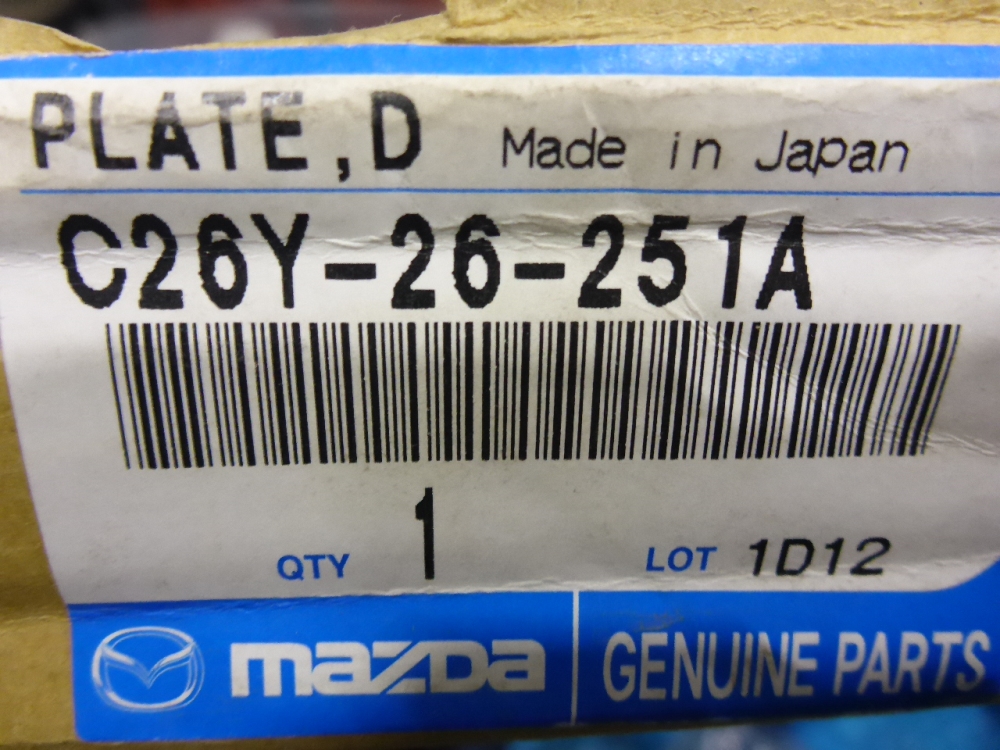 PLATE,D Made in Japan
C26Y-26-251A
QTY 1 LOT 1D12
mazda GENUINE PARTS